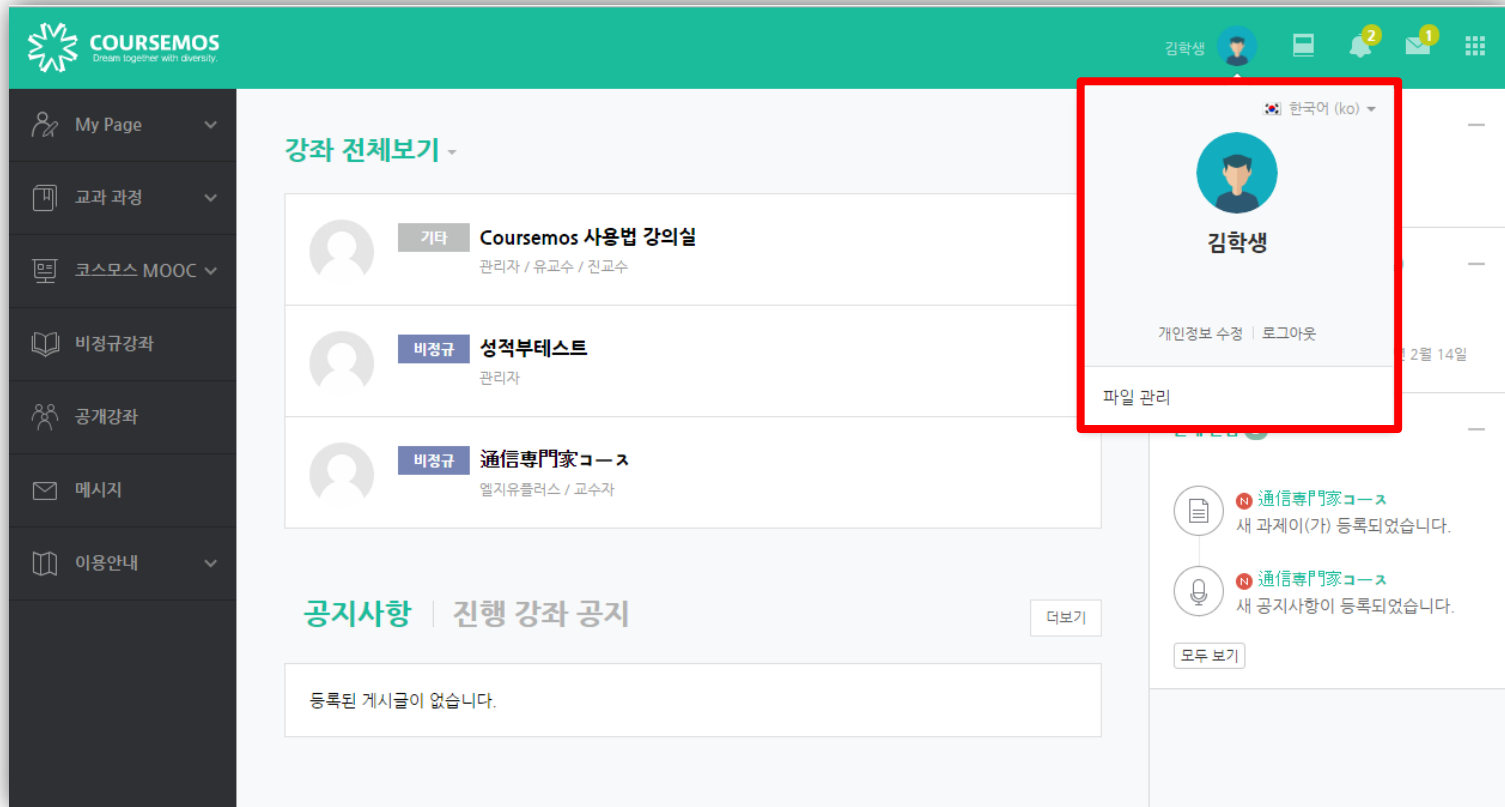 COURSEMOS
Dream together with diversity.
김학생
2
1
My Page
교과 과정
코스모스 MOOC
비정규강좌
공개강좌
메시지
이용안내
강좌 전체보기
기타 Coursemos 사용법 강의실
관리자 / 유교수 / 진교수
비정규 성적부테스트
관리자
비정규 通信専門家コース
엘지유플러스 / 교수자
공지사항 진행 강좌 공지
더보기
등록된 게시글이 없습니다.
한국어 (ko)
김학생
개인정보 수정 로그아웃
파일 관리
2월 14일
N 通信専門家コース
새 과제이(가) 등록되었습니다.
N 通信専門家コース
새 공지사항이 등록되었습니다.
모두 보기